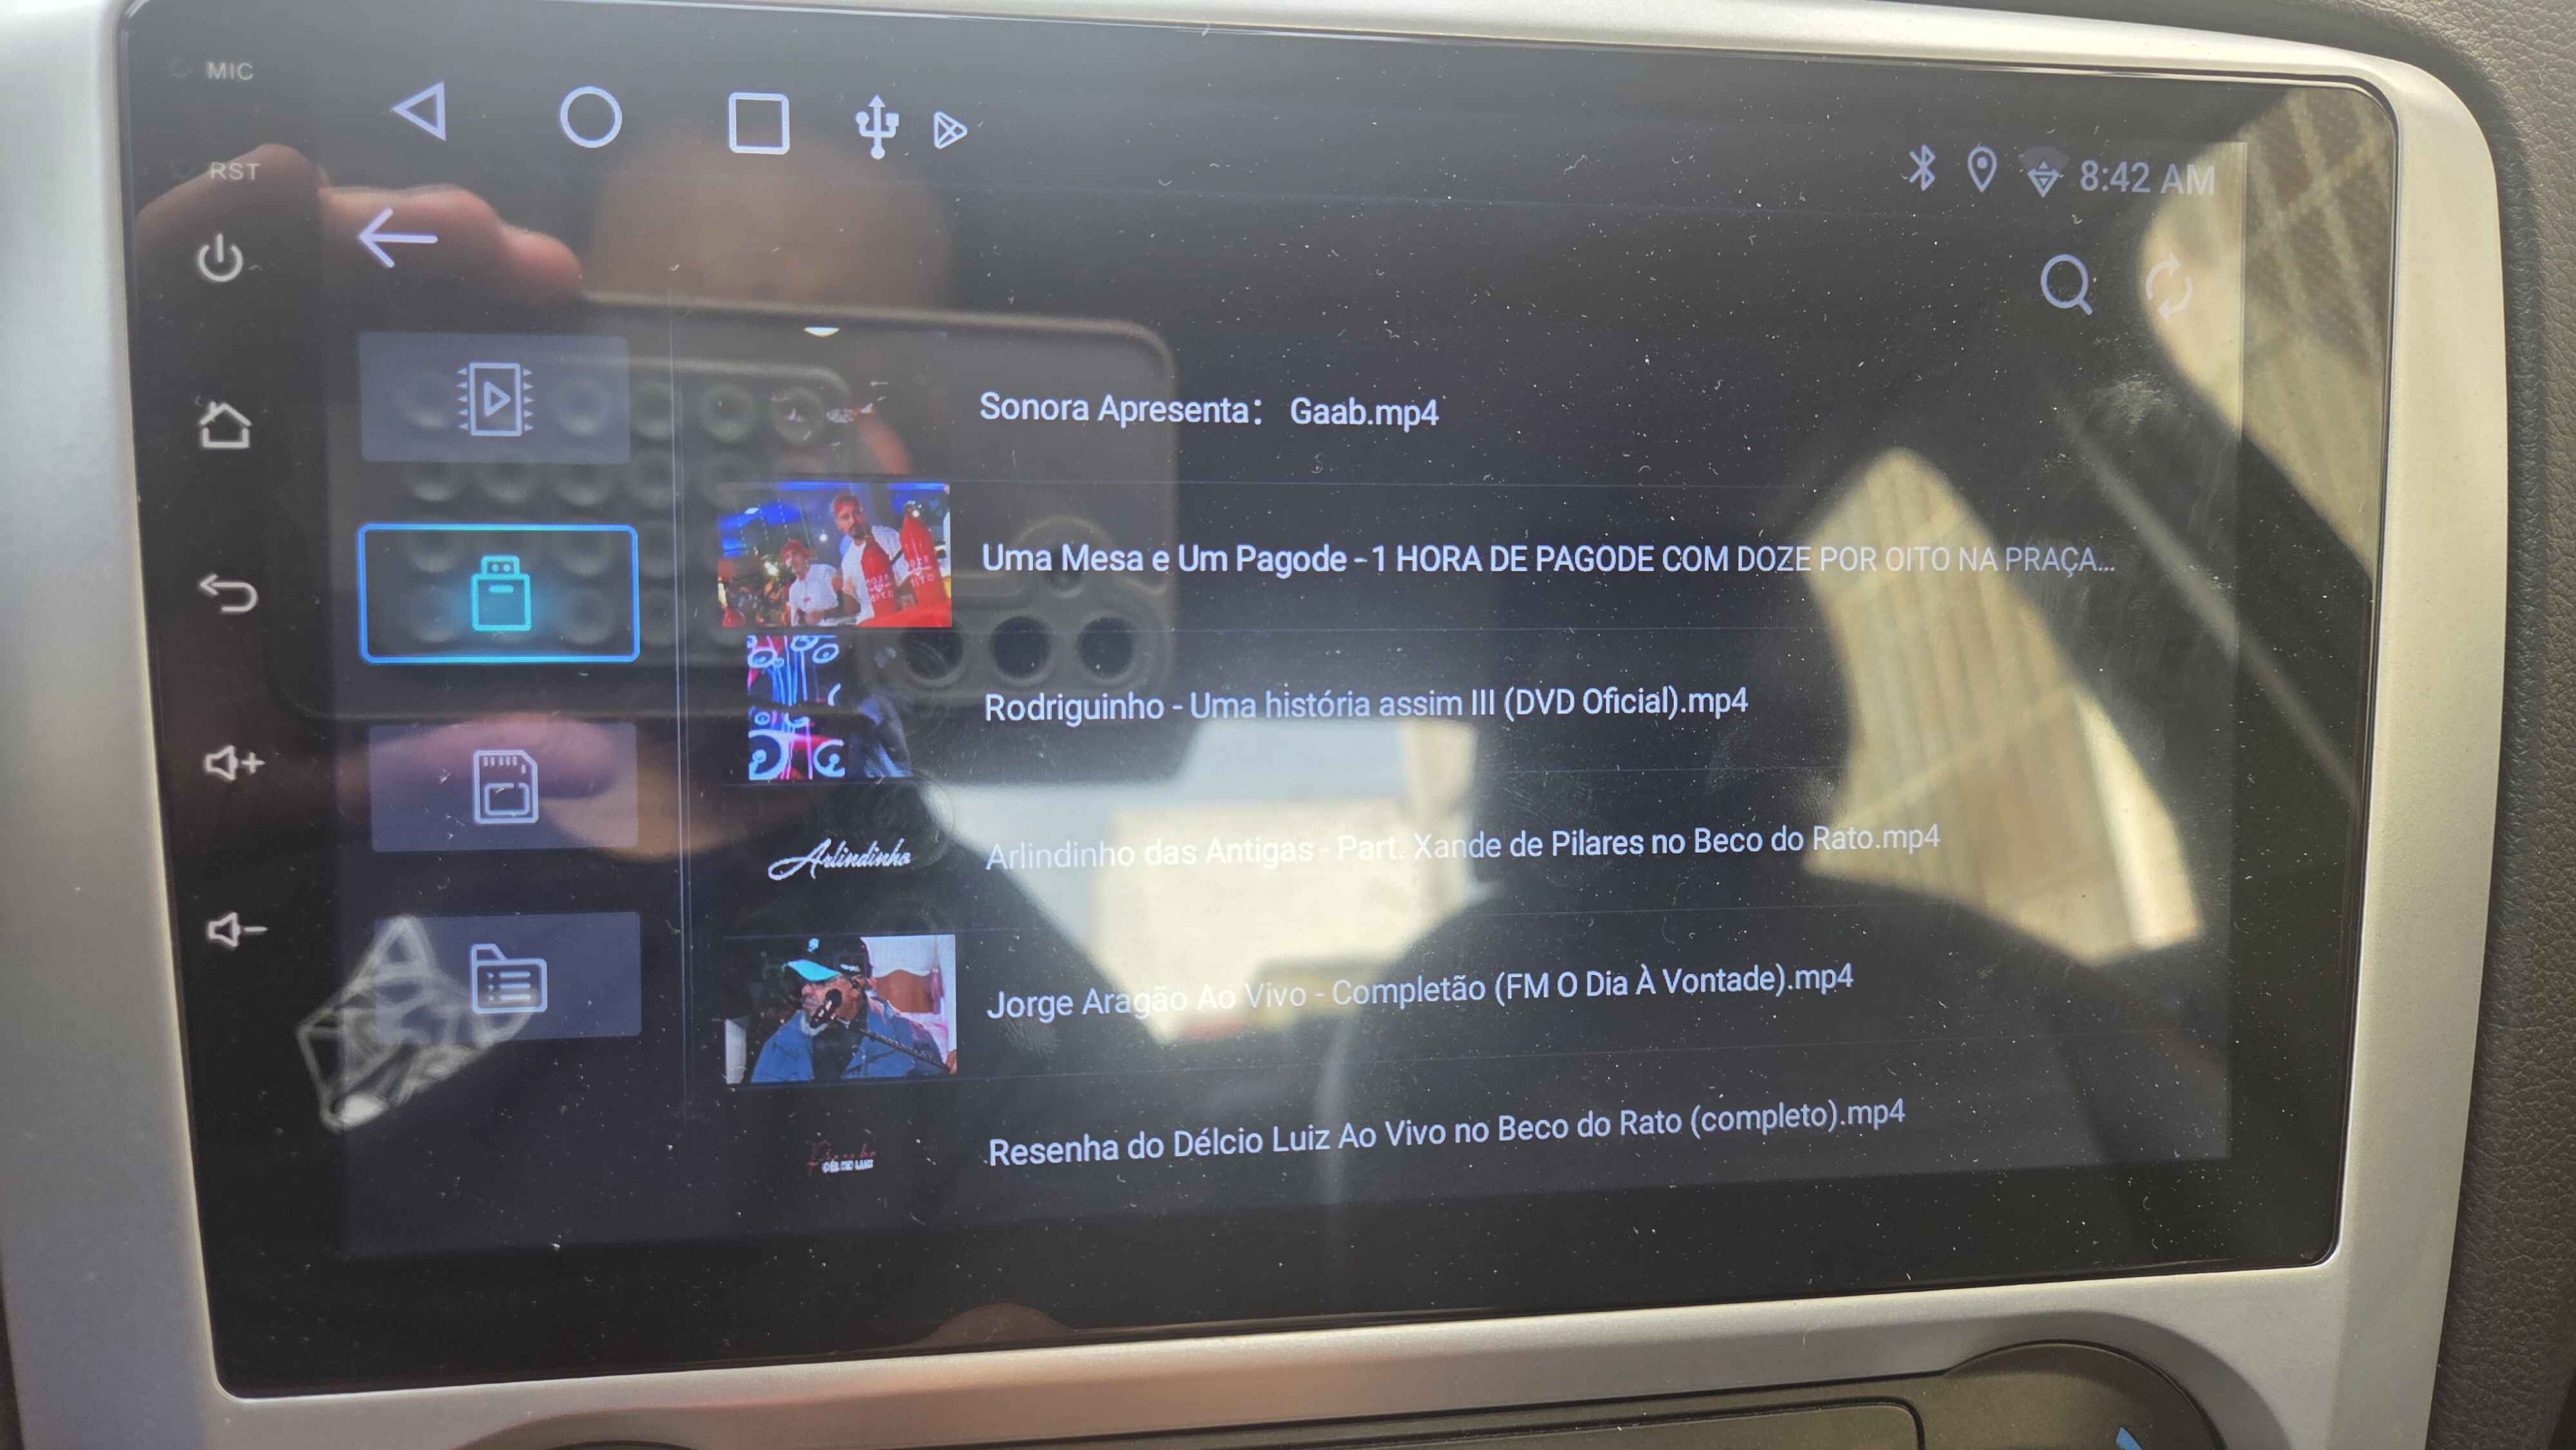 MIC
RST
8:42 AM
Sonora Apresenta： Gaab.mp4
Uma Mesa e Um Pagode - 1 HORA DE PAGODE COM DOZE POR OITO NA PRAÇA...
Rodriguinho - Uma história assim III (DVD Oficial).mp4
Arlindinho
Arlindinho das Antigas - Part. Xande de Pilares no Beco do Rato.mp4
Jorge Aragão Ao Vivo - Completão (FM O Dia À Vontade).mp4
Resenha do Délcio Luiz Ao Vivo no Beco do Rato (completo).mp4